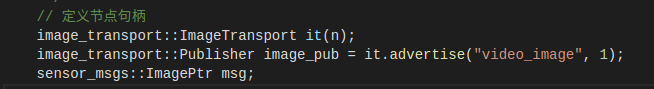 // 定义节点句柄
image_transport::ImageTransport it(n);
image_transport::Publisher image_pub = it.advertise("video_image", 1);
sensor_msgs::ImagePtr msg;